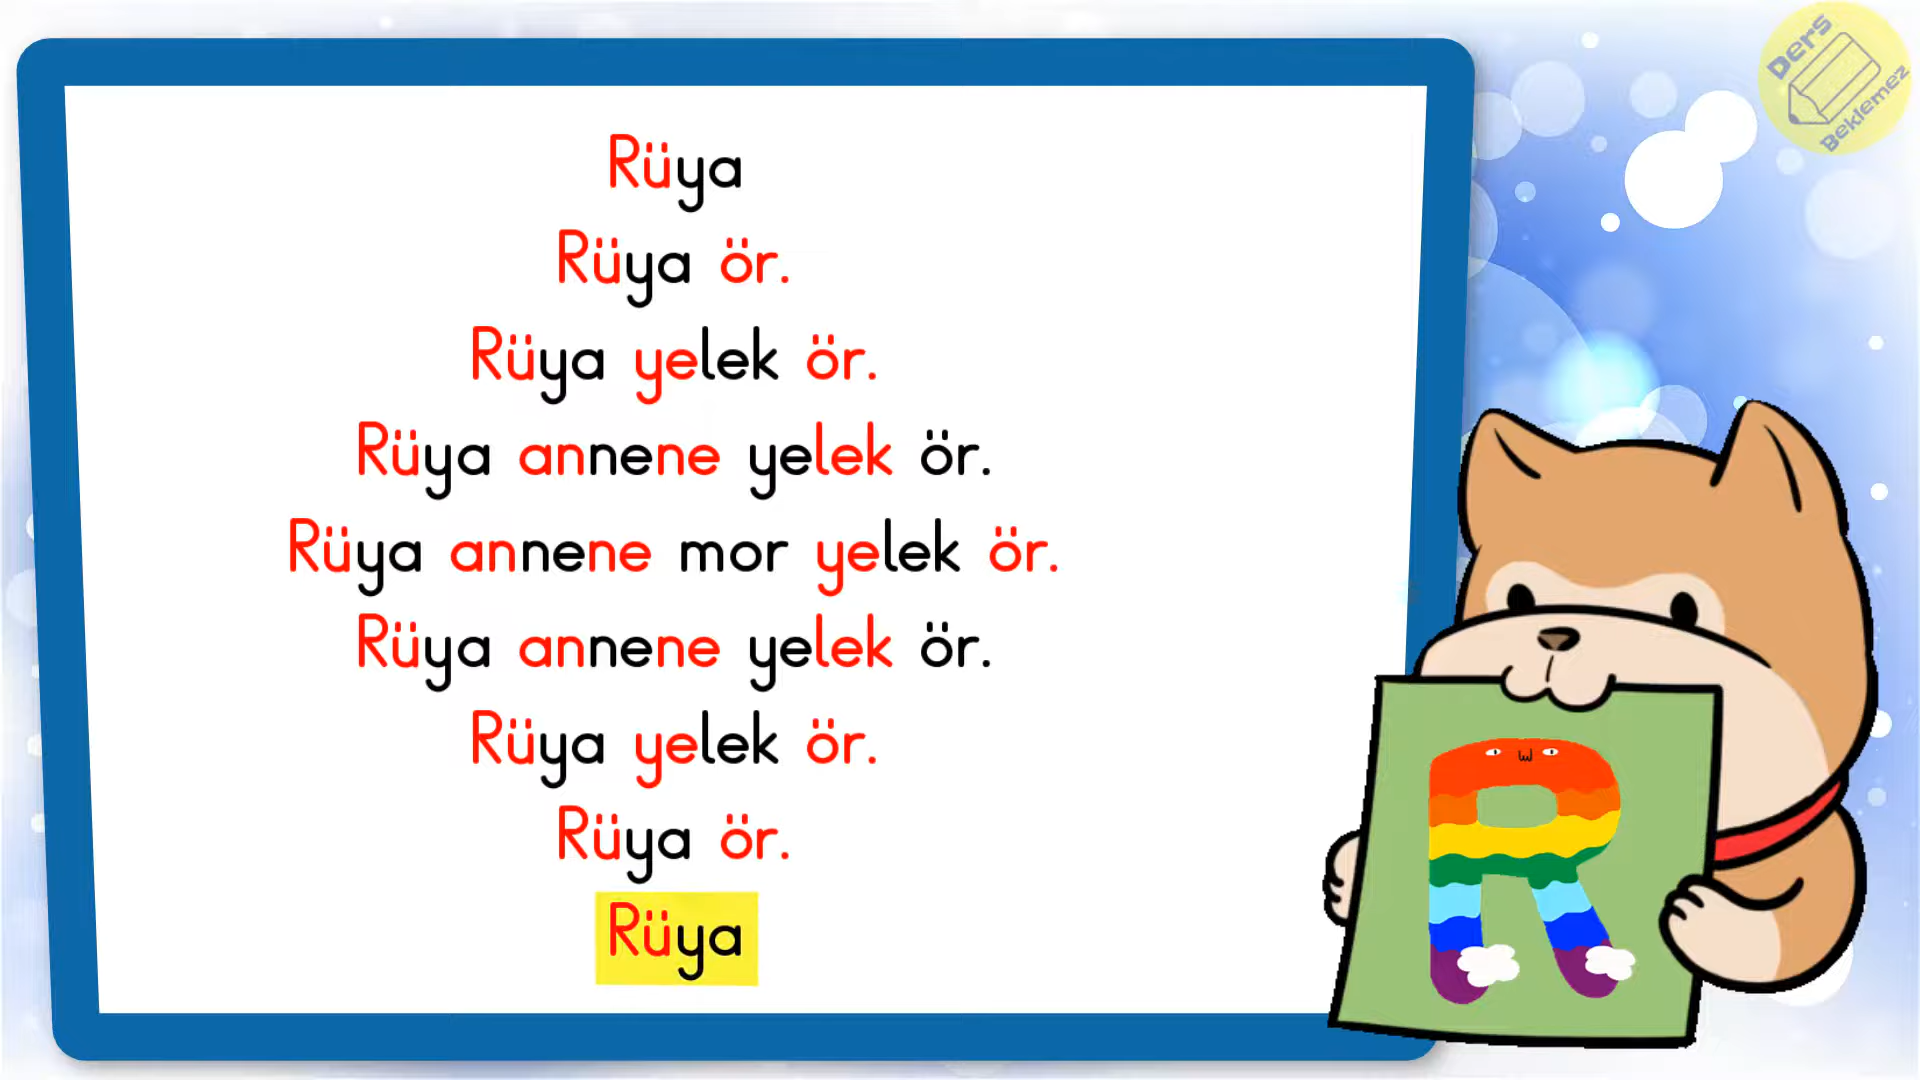 Rüya
Rüya ör.
Rüya yelek ör.
Rüya annene yelek ör.
Rüya annene mor yelek ör.
Rüya annene yelek ör.
Rüya yelek ör.
Rüya ör.
Rüya
Ders
Beklemez
R